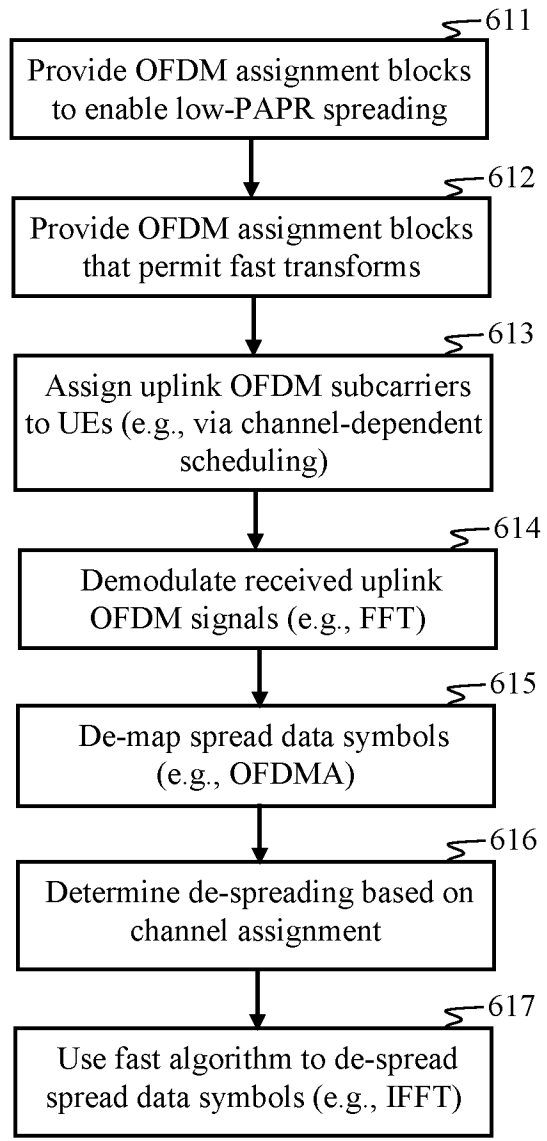 611
Provide OFDM assignment blocks
to enable low-PAPR spreading
612
Provide OFDM assignment blocks
that permit fast transforms
613
Assign uplink OFDM subcarriers
to UEs (e.g., via channel-dependent
scheduling)
614
Demodulate received uplink
OFDM signals (e.g., FFT)
615
De-map spread data symbols
(e.g., OFDMA)
616
Determine de-spreading based on
channel assignment
617
Use fast algorithm to de-spread
spread data symbols (e.g., IFFT)